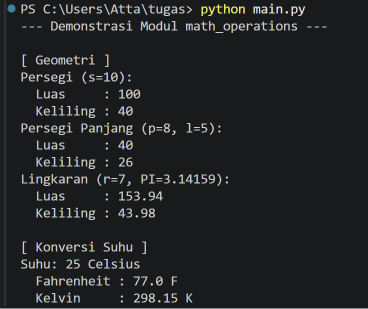 PS C:\Users\Atta\tugas> python main.py
--- Demonstrasi Modul math_operations ---
[ Geometri ]
Persegi (s=10):
Luas : 100
Keliling : 40
Persegi Panjang (p=8, l=5):
Luas : 40
Keliling : 26
Lingkaran (r=7, PI=3.14159):
Luas : 153.94
Keliling : 43.98
[ Konversi Suhu ]
Suhu: 25 Celsius
Fahrenheit : 77.0 F
Kelvin : 298.15 K